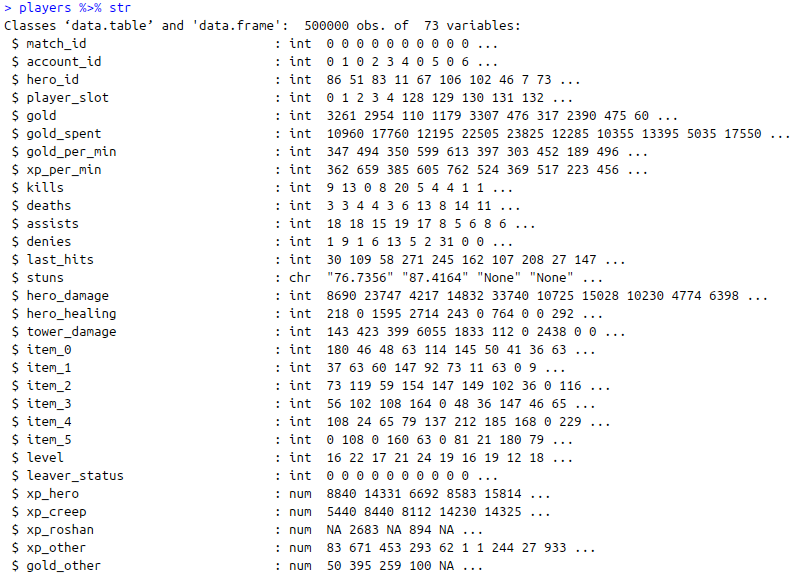 > players %>% str
Classes ‘data.table’ and 'data.frame':  500000 obs. of  73 variables:
 $ match_id                         : int  0 0 0 0 0 0 0 0 0 0 ...
 $ account_id                       : int  0 1 0 2 3 4 0 5 0 6 ...
 $ hero_id                          : int  86 51 83 11 67 106 102 46 7 73 ...
 $ player_slot                      : int  0 1 2 3 4 128 129 130 131 132 ...
 $ gold                             : int  3261 2954 110 1179 3307 476 317 2390 475 60 ...
 $ gold_spent                       : int  10960 17760 12195 22505 23825 12285 10355 13395 5035 17550 ...
 $ gold_per_min                     : int  347 494 350 599 613 397 303 452 189 496 ...
 $ xp_per_min                       : int  362 659 385 605 762 524 369 517 223 456 ...
 $ kills                            : int  9 13 0 8 20 5 4 4 1 1 ...
 $ deaths                           : int  3 3 4 4 3 6 13 8 14 11 ...
 $ assists                          : int  18 18 15 19 17 8 5 6 8 6 ...
 $ denies                           : int  1 9 1 6 13 5 2 31 0 0 ...
 $ last_hits                        : int  30 109 58 271 245 162 107 208 27 147 ...
 $ stuns                            : chr  "76.7356" "87.4164" "None" "None" ...
 $ hero_damage                      : int  8690 23747 4217 14832 33740 10725 15028 10230 4774 6398 ...
 $ hero_healing                     : int  218 0 1595 2714 243 0 764 0 0 292 ...
 $ tower_damage                     : int  143 423 399 6055 1833 112 0 2438 0 0 ...
 $ item_0                           : int  180 46 48 63 114 145 50 41 36 63 ...
 $ item_1                           : int  37 63 60 147 92 73 11 63 0 9 ...
 $ item_2                           : int  73 119 59 154 147 149 102 36 0 116 ...
 $ item_3                           : int  56 102 108 164 0 48 36 147 46 65 ...
 $ item_4                           : int  108 24 65 79 137 212 185 168 0 229 ...
 $ item_5                           : int  0 108 0 160 63 0 81 21 180 79 ...
 $ level                            : int  16 22 17 21 24 19 16 19 12 18 ...
 $ leaver_status                    : int  0 0 0 0 0 0 0 0 0 0 ...
 $ xp_hero                          : num  8840 14331 6692 8583 15814 ...
 $ xp_creep                         : num  5440 8440 8112 14230 14325 ...
 $ xp_roshan                        : num  NA 2683 NA 894 NA ...
 $ xp_other                         : num  83 671 453 293 62 1 1 244 27 933 ...
 $ gold_other                       : num  50 395 259 100 NA ...